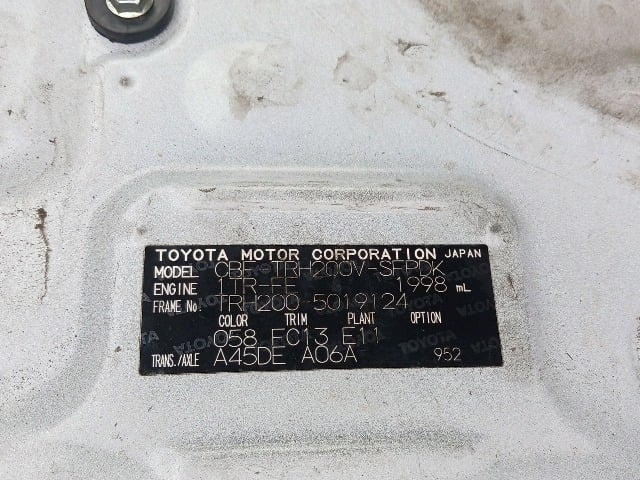 TOYOTA MOTOR CORPORATION JAPAN
MODEL CBF-TRH200V-SFPDK
ENGINE 1TR-FE 1998 mL
FRAME No. TRH200-5019124
COLOR TRIM PLANT OPTION
058 FC13 E11
TRANS./AXLE A45DE A06A 952